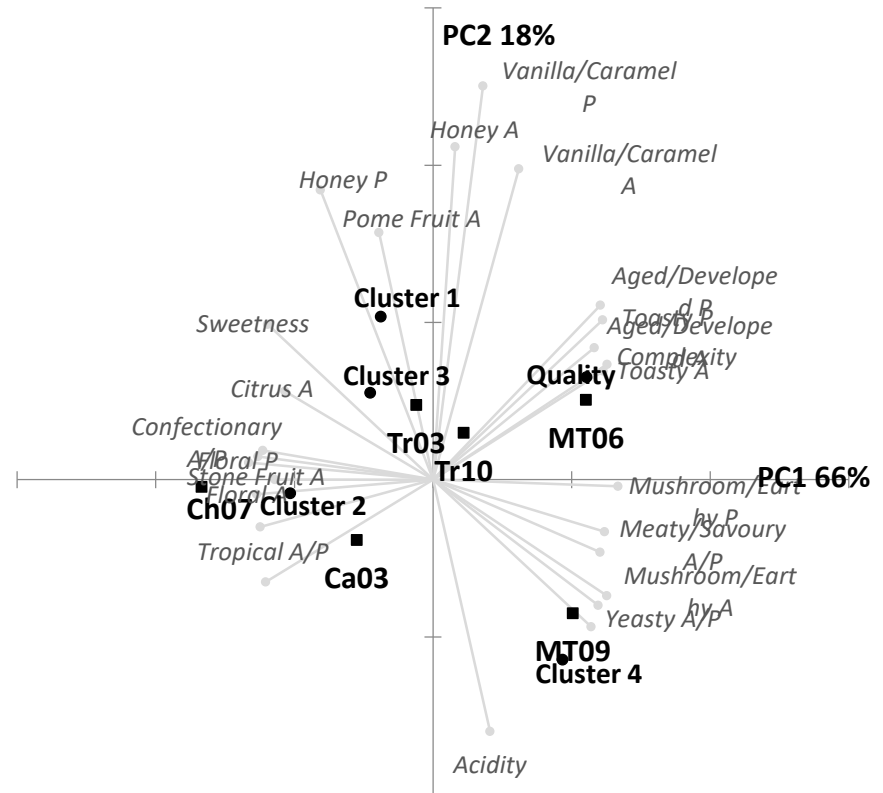 PC2 18%
Vanilla/Caramel
P
Honey A
Vanilla/Caramel
A
Honey P
Pome Fruit A
Aged/Develope
d P
Toasty P
Cluster 1
Sweetness
Aged/Develope
d A
Complexity
Toasty A
Cluster 3
Quality
Citrus A
Confectionary
A/P
Tr03
MT06
Floral P
Tr10
Stone Fruit A
PC1 66%
Floral A
Mushroom/Eart
hy P
Ch07
Cluster 2
Meaty/Savoury
A/P
Tropical A/P
Ca03
Mushroom/Eart
hy A
Yeasty A/P
MT09
Cluster 4
Acidity